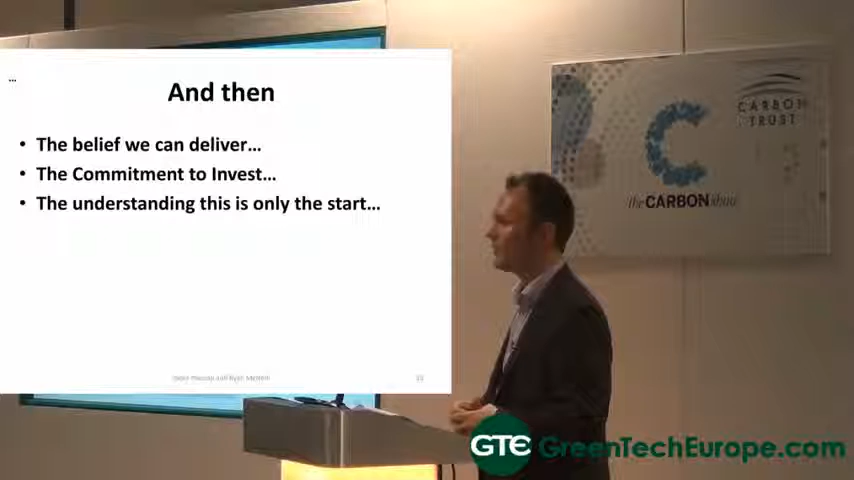 ...
And then
• The belief we can deliver...
• The Commitment to Invest...
• The understanding this is only the start...
CARBON
TRUST
the CARBON show
GTE GreenTechEurope.com